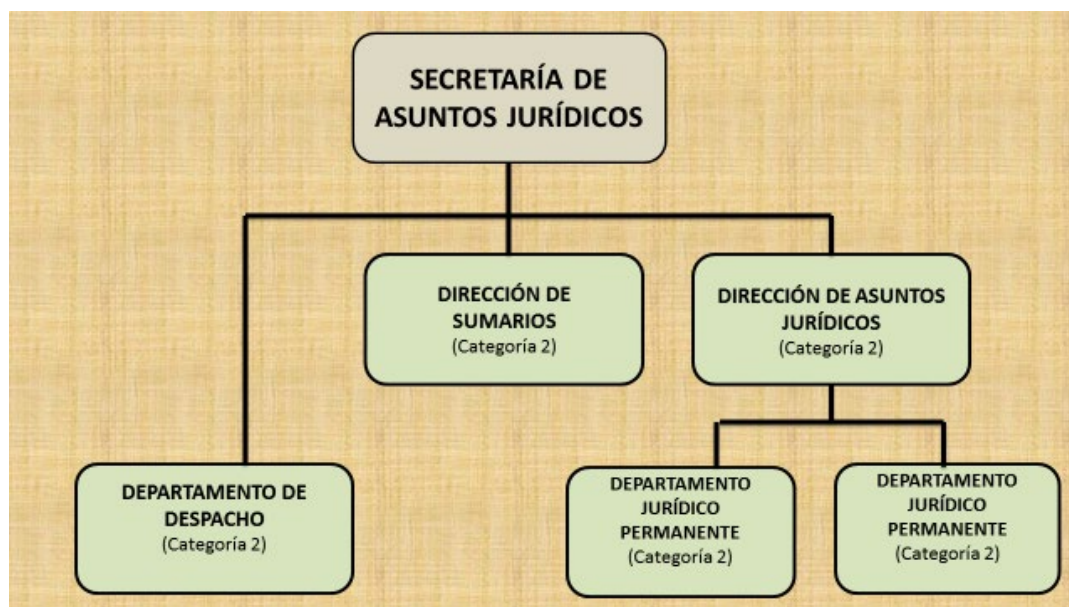 SECRETARÍA DE
ASUNTOS JURÍDICOS
DIRECCIÓN DE
SUMARIOS
(Categoría 2)
DIRECCIÓN DE ASUNTOS
JURÍDICOS
(Categoría 2)
DEPARTAMENTO DE
DESPACHO
(Categoría 2)
DEPARTAMENTO
JURÍDICO
PERMANENTE
(Categoría 2)
DEPARTAMENTO
JURÍDICO
PERMANENTE
(Categoría 2)